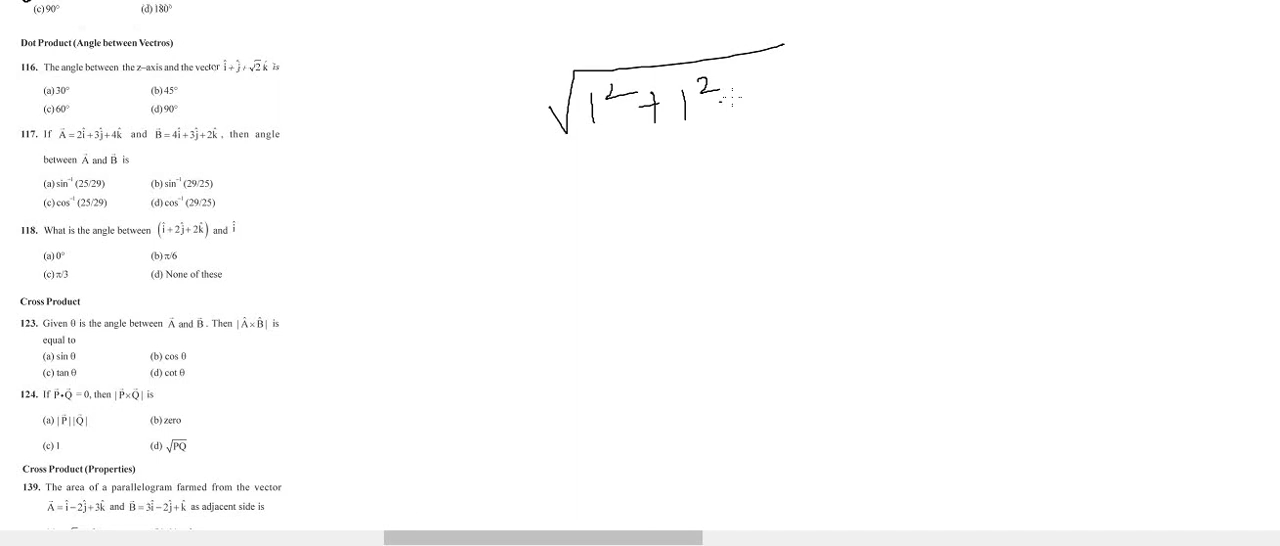 (c) 90° (d) 180°
Dot Product (Angle between Vectros)
116. The angle between the z-axis and the vector î + ĵ + √2 k̂ is
(a) 30° (b) 45°
(c) 60° (d) 90°
117. If A⃗ = 2î + 3ĵ + 4k̂ and B⃗ = 4î + 3ĵ + 2k̂ , then angle
between A⃗ and B⃗ is
(a) sin⁻¹ (25/29) (b) sin⁻¹ (29/25)
(c) cos⁻¹ (25/29) (d) cos⁻¹ (29/25)
118. What is the angle between (î + 2ĵ + 2k̂) and î
(a) 0° (b) π/6
(c) π/3 (d) None of these
Cross Product
123. Given θ is the angle between A⃗ and B⃗ . Then | Â × B̂ | is
equal to
(a) sin θ (b) cos θ
(c) tan θ (d) cot θ
124. If P⃗•Q⃗ = 0, then | P⃗×Q⃗ | is
(a) | P⃗ | | Q⃗ | (b) zero
(c) 1 (d) √PQ
Cross Product (Properties)
139. The area of a parallelogram farmed from the vector
A⃗ = î − 2ĵ + 3k̂ and B⃗ = 3î − 2ĵ + k̂ as adjacent side is
√1² + 1²